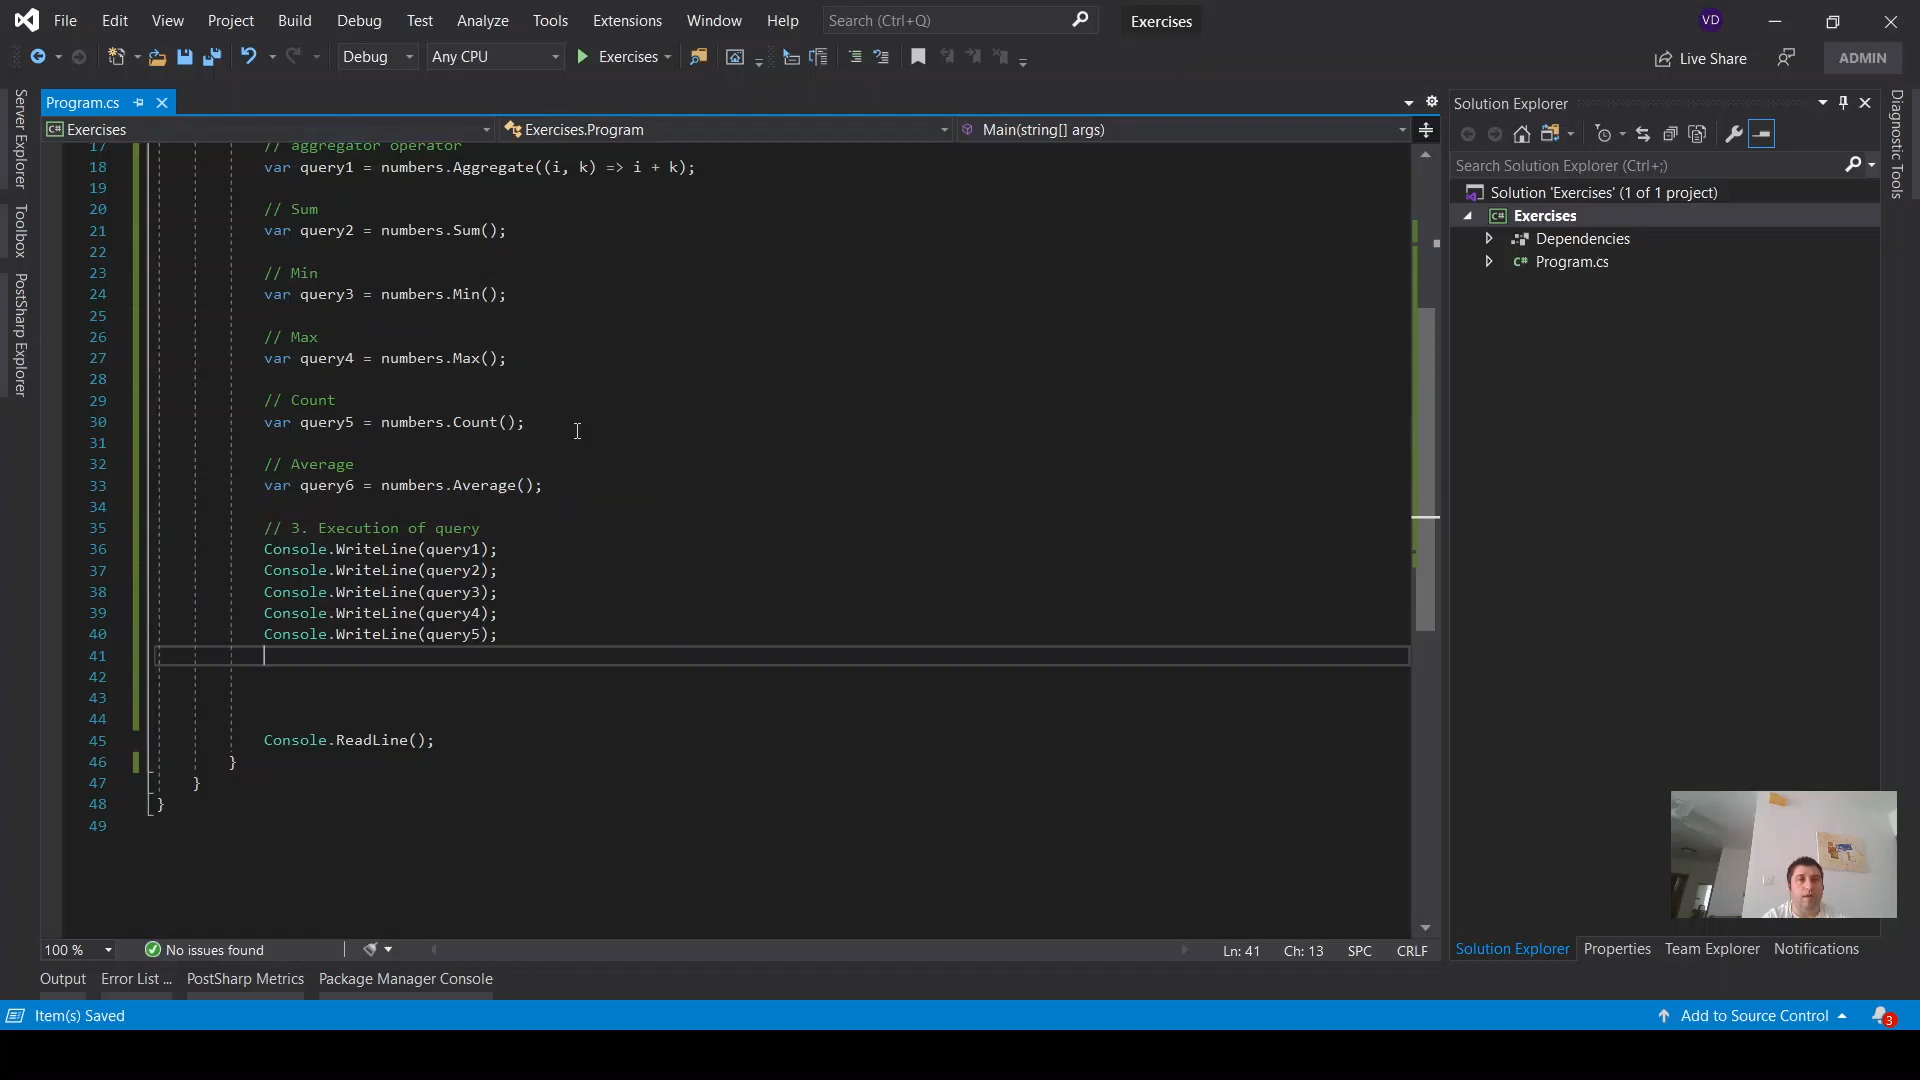 File Edit View Project Build Debug Test Analyze Tools Extensions Window Help Search (Ctrl+Q) Exercises VD
Debug Any CPU Exercises Live Share ADMIN
Program.cs
Exercises Exercises.Program Main(string[] args)
17 // aggregator operator
18 var query1 = numbers.Aggregate((i, k) => i + k);
19
20 // Sum
21 var query2 = numbers.Sum();
22
23 // Min
24 var query3 = numbers.Min();
25
26 // Max
27 var query4 = numbers.Max();
28
29 // Count
30 var query5 = numbers.Count();
31
32 // Average
33 var query6 = numbers.Average();
34
35 // 3. Execution of query
36 Console.WriteLine(query1);
37 Console.WriteLine(query2);
38 Console.WriteLine(query3);
39 Console.WriteLine(query4);
40 Console.WriteLine(query5);
41
42
43
44
45 Console.ReadLine();
46 }
47 }
48 }
49
100 % No issues found Ln: 41 Ch: 13 SPC CRLF
Output Error List ... PostSharp Metrics Package Manager Console
Item(s) Saved Add to Source Control 3
Server Explorer
Toolbox
PostSharp Explorer
Solution Explorer
Search Solution Explorer (Ctrl+;)
Solution 'Exercises' (1 of 1 project)
C# Exercises
Dependencies
C# Program.cs
Solution Explorer Properties Team Explorer Notifications
Diagnostic Tools